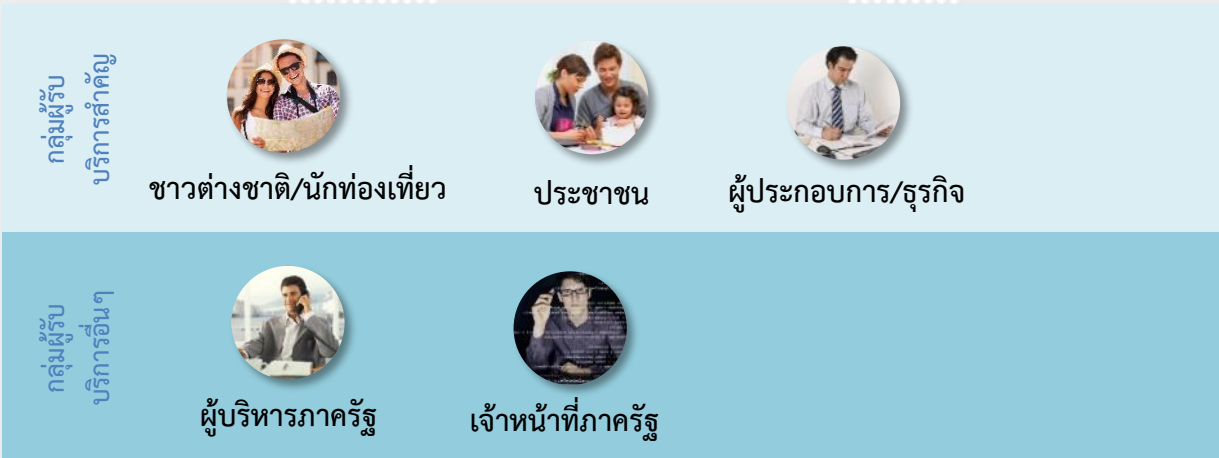 กลุ่มผู้รับ
บริการสำคัญ
ชาวต่างชาติ/นักท่องเที่ยว
ประชาชน
ผู้ประกอบการ/ธุรกิจ
กลุ่มผู้รับ
บริการอื่นๆ
ผู้บริหารภาครัฐ
เจ้าหน้าที่ภาครัฐ